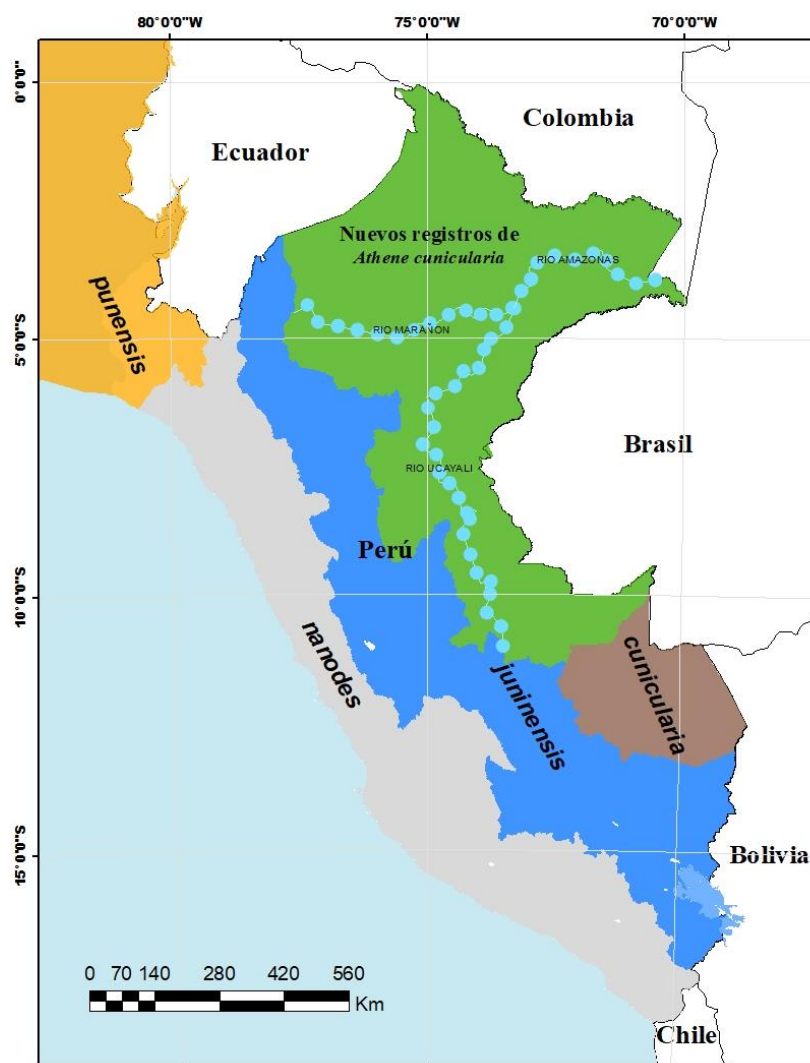 80°0'0"W
75°0'0"W
70°0'0"W
0°0'0"
5°0'0"S
10°0'0"S
15°0'0"S
Colombia
Ecuador
Nuevos registros de
Athene cunicularia
RIO AMAZONAS
punensis
RIO MARAÑON
Brasil
RIO UCAYALI
Perú
nanodes
juninensis
cunicularia
Bolivia
0 70 140 280 420 560
Km
Chile